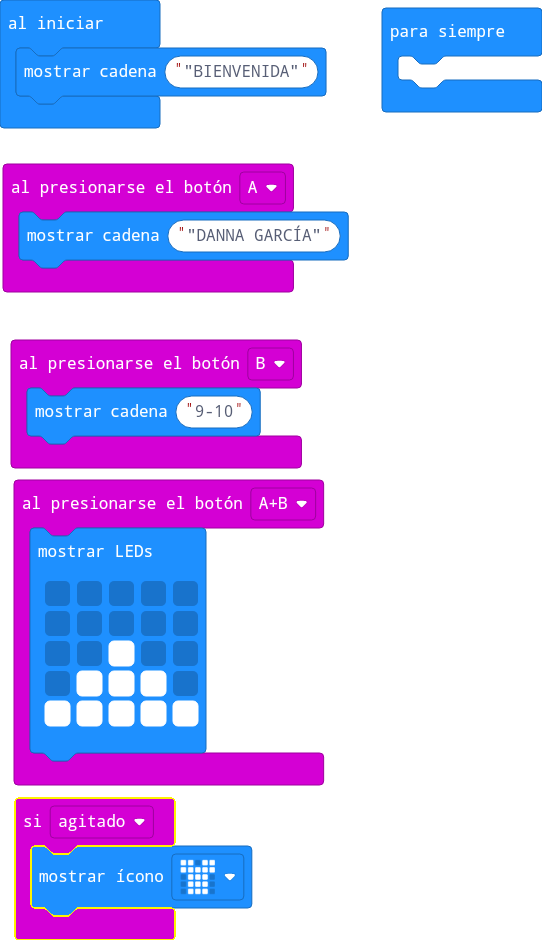 al iniciar
mostrar cadena ""BIENVENIDA""
para siempre
al presionarse el botón A
mostrar cadena ""DANNA GARCÍA""
al presionarse el botón B
mostrar cadena "9-10"
al presionarse el botón A+B
mostrar LEDs
si agitado
mostrar ícono